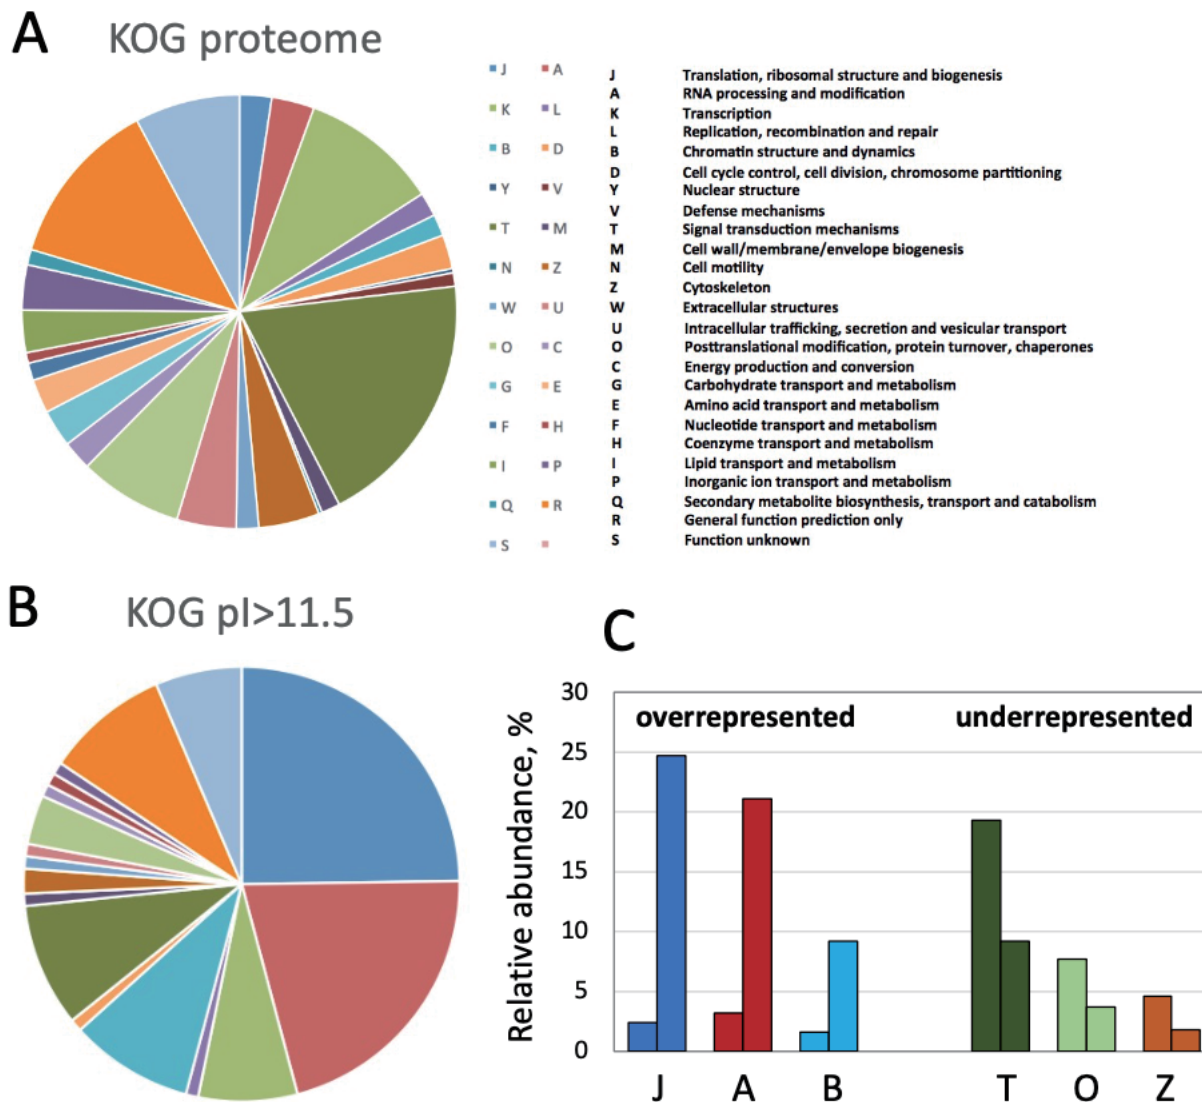 A
KOG proteome
J A
K L
B D
Y V
T M
N Z
W U
O C
G E
F H
I P
Q R
S
J Translation, ribosomal structure and biogenesis
A RNA processing and modification
K Transcription
L Replication, recombination and repair
B Chromatin structure and dynamics
D Cell cycle control, cell division, chromosome partitioning
Y Nuclear structure
V Defense mechanisms
T Signal transduction mechanisms
M Cell wall/membrane/envelope biogenesis
N Cell motility
Z Cytoskeleton
W Extracellular structures
U Intracellular trafficking, secretion and vesicular transport
O Posttranslational modification, protein turnover, chaperones
C Energy production and conversion
G Carbohydrate transport and metabolism
E Amino acid transport and metabolism
F Nucleotide transport and metabolism
H Coenzyme transport and metabolism
I Lipid transport and metabolism
P Inorganic ion transport and metabolism
Q Secondary metabolite biosynthesis, transport and catabolism
R General function prediction only
S Function unknown
B
KOG pI>11.5
C
Relative abundance, %
30
25
20
15
10
5
0
overrepresented underrepresented
J A B T O Z